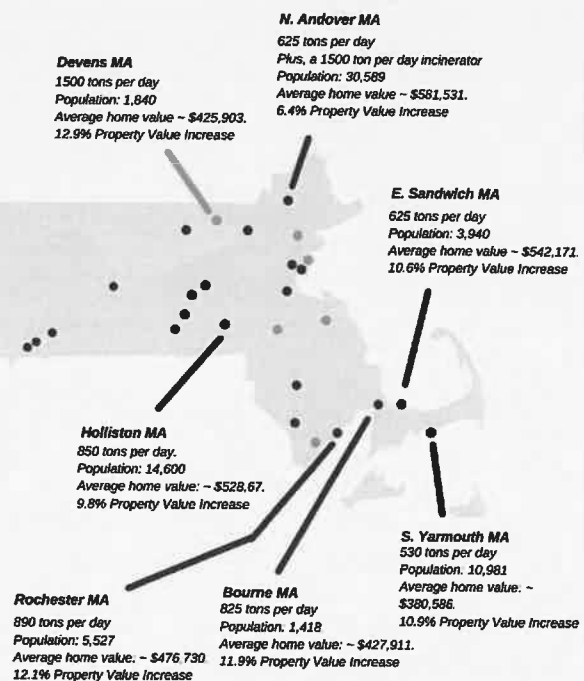 N. Andover MA
625 tons per day
Plus, a 1500 ton per day incinerator
Population: 30,589
Average home value ~ $581,531.
6.4% Property Value Increase
Devens MA
1500 tons per day
Population: 1,840
Average home value ~ $425,903.
12.9% Property Value Increase
E. Sandwich MA
625 tons per day
Population: 3,940
Average home value ~ $542,171.
10.6% Property Value Increase
Holliston MA
850 tons per day.
Population: 14,600
Average home value: ~ $528,67.
9.8% Property Value Increase
S. Yarmouth MA
530 tons per day
Population: 10,981
Average home value: ~
$380,586.
10.9% Property Value Increase
Rochester MA
890 tons per day
Population: 5,527
Average home value. ~ $476,730
12.1% Property Value Increase
Bourne MA
825 tons per day
Population. 1,418
Average home value: ~ $427,911.
11.9% Property Value Increase